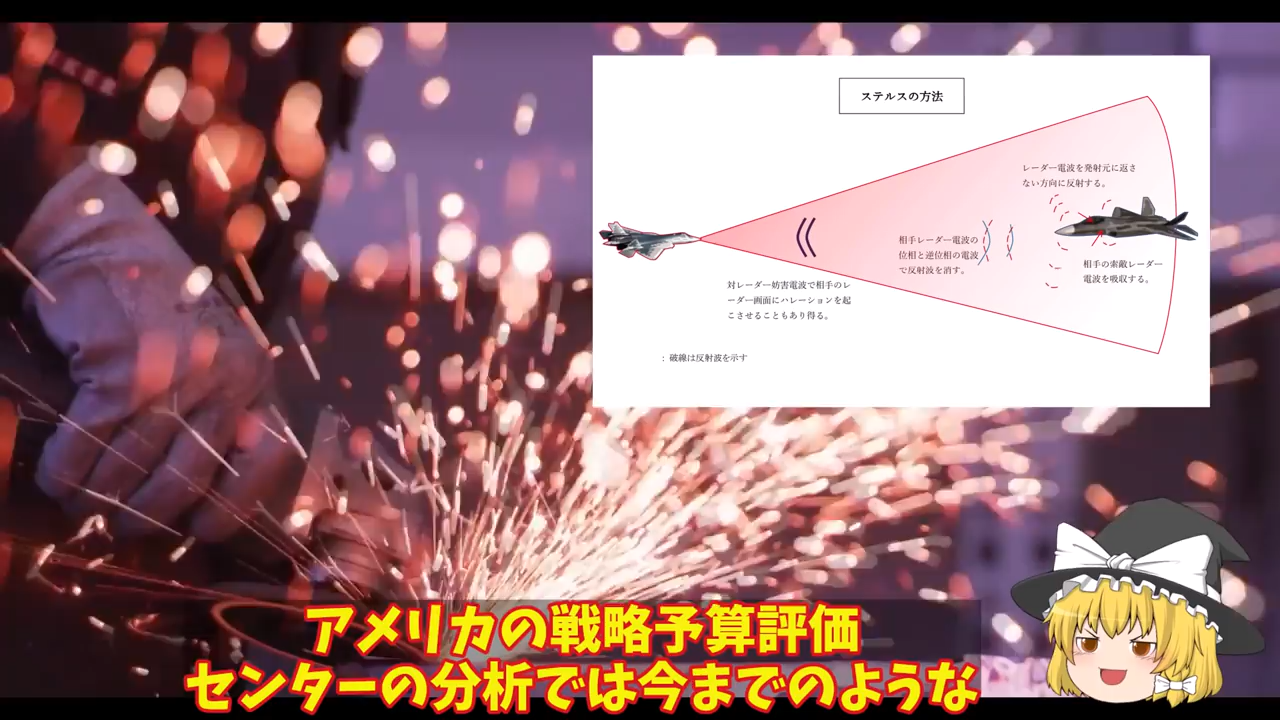 ステルスの方法
レーダー電波を発射元に返さ
ない方向に反射する。
相手レーダー電波の
位相と逆位相の電波
で反射波を消す。
相手の索敵レーダー
電波を吸収する。
対レーダー妨害電波で相手のレ
ーダー画面にハレーションを起
こさせることもあり得る。
：破線は反射波を示す
アメリカの戦略予算評価
センターの分析では今までのような